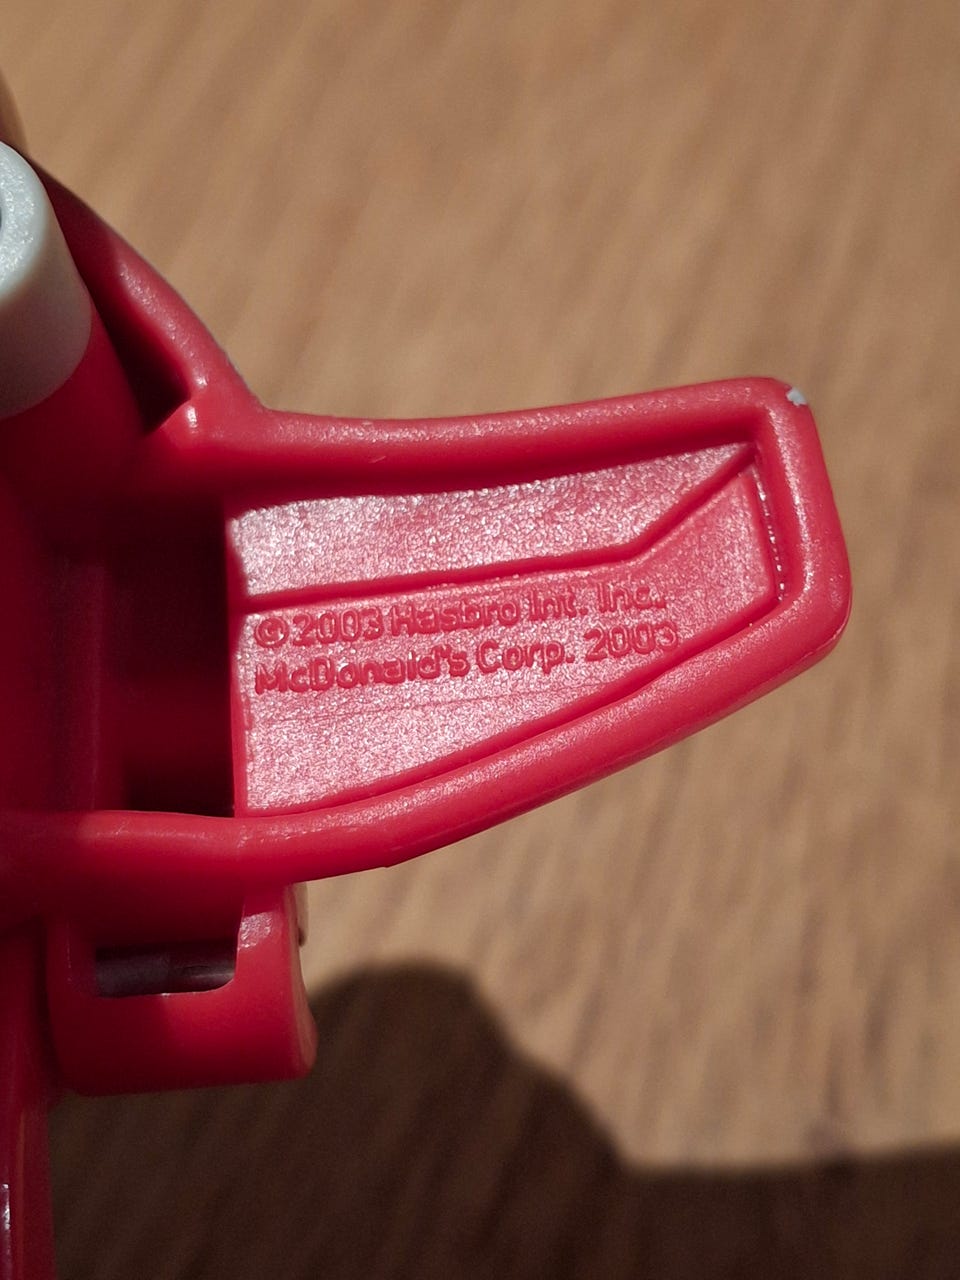 ©2003 Hasbro Int. Inc.
McDonald's Corp. 2003